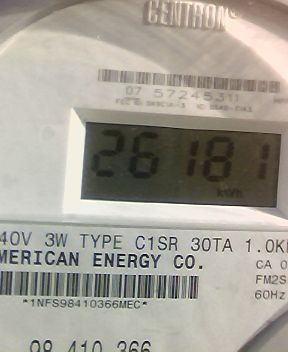 CENTRON®
07 57245311
26181
kWh
40V 3W TYPE C1SR 30TA 1.0K
MERICAN ENERGY CO.
CA 0
FM2S
60Hz
*1NFS98410366MEC*
98 410 366